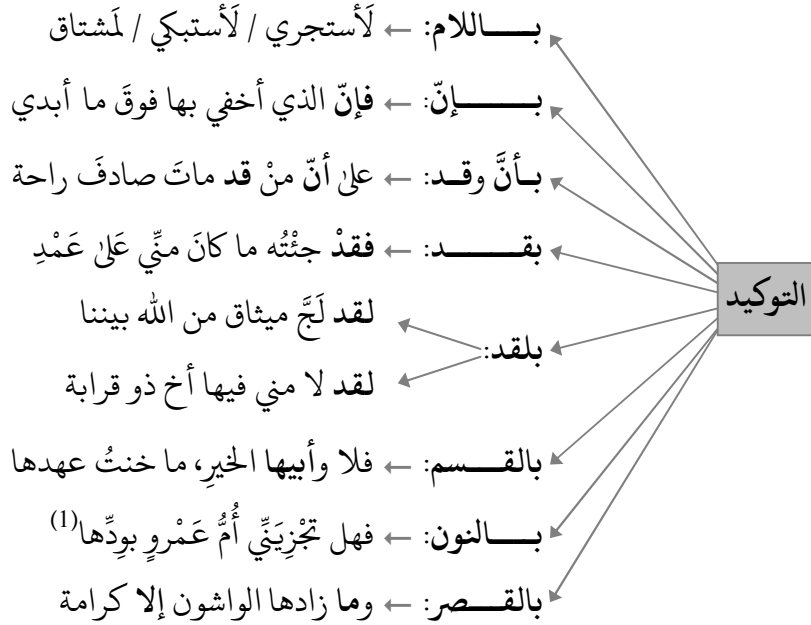 التوكيد
بـــاللام: ← لَأستجري / لَأستبكي / لَمشتاق
بـــــإنّ: ← فإنّ الذي أخفي بها فوقَ ما أبدي
بـأنَّ وقـد: ← على أنّ منْ قد ماتَ صادفَ راحة
بقـــــد: ← فقدْ جئْتُه ما كانَ منِّي عَلى عَمْدِ
بلقد:
لقد لَجَّ ميثاق من الله بيننا
لقد لا مني فيها أخ ذو قرابة
بالقـــسم: ← فلا وأبيها الخيرِ، ما خنتُ عهدها
بـــالنون: ← فهل تجْزِيَنِّي أُمُّ عَمْروٍ بوِدِّها(1)
بالقـــصر: ← وما زادها الواشون إلا كرامة